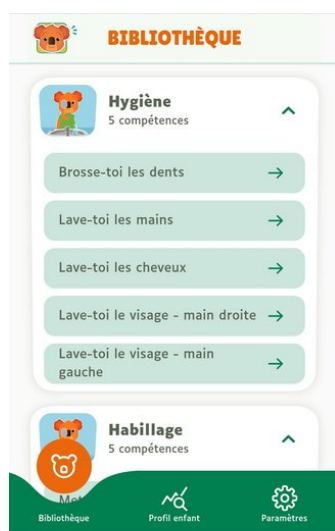 BIBLIOTHÈQUE
Hygiène
5 compétences
Brosse-toi les dents
Lave-toi les mains
Lave-toi les cheveux
Lave-toi le visage - main droite
Lave-toi le visage - main
gauche
Habillage
5 compétences
Bibliothèque
Profil enfant
Paramètres